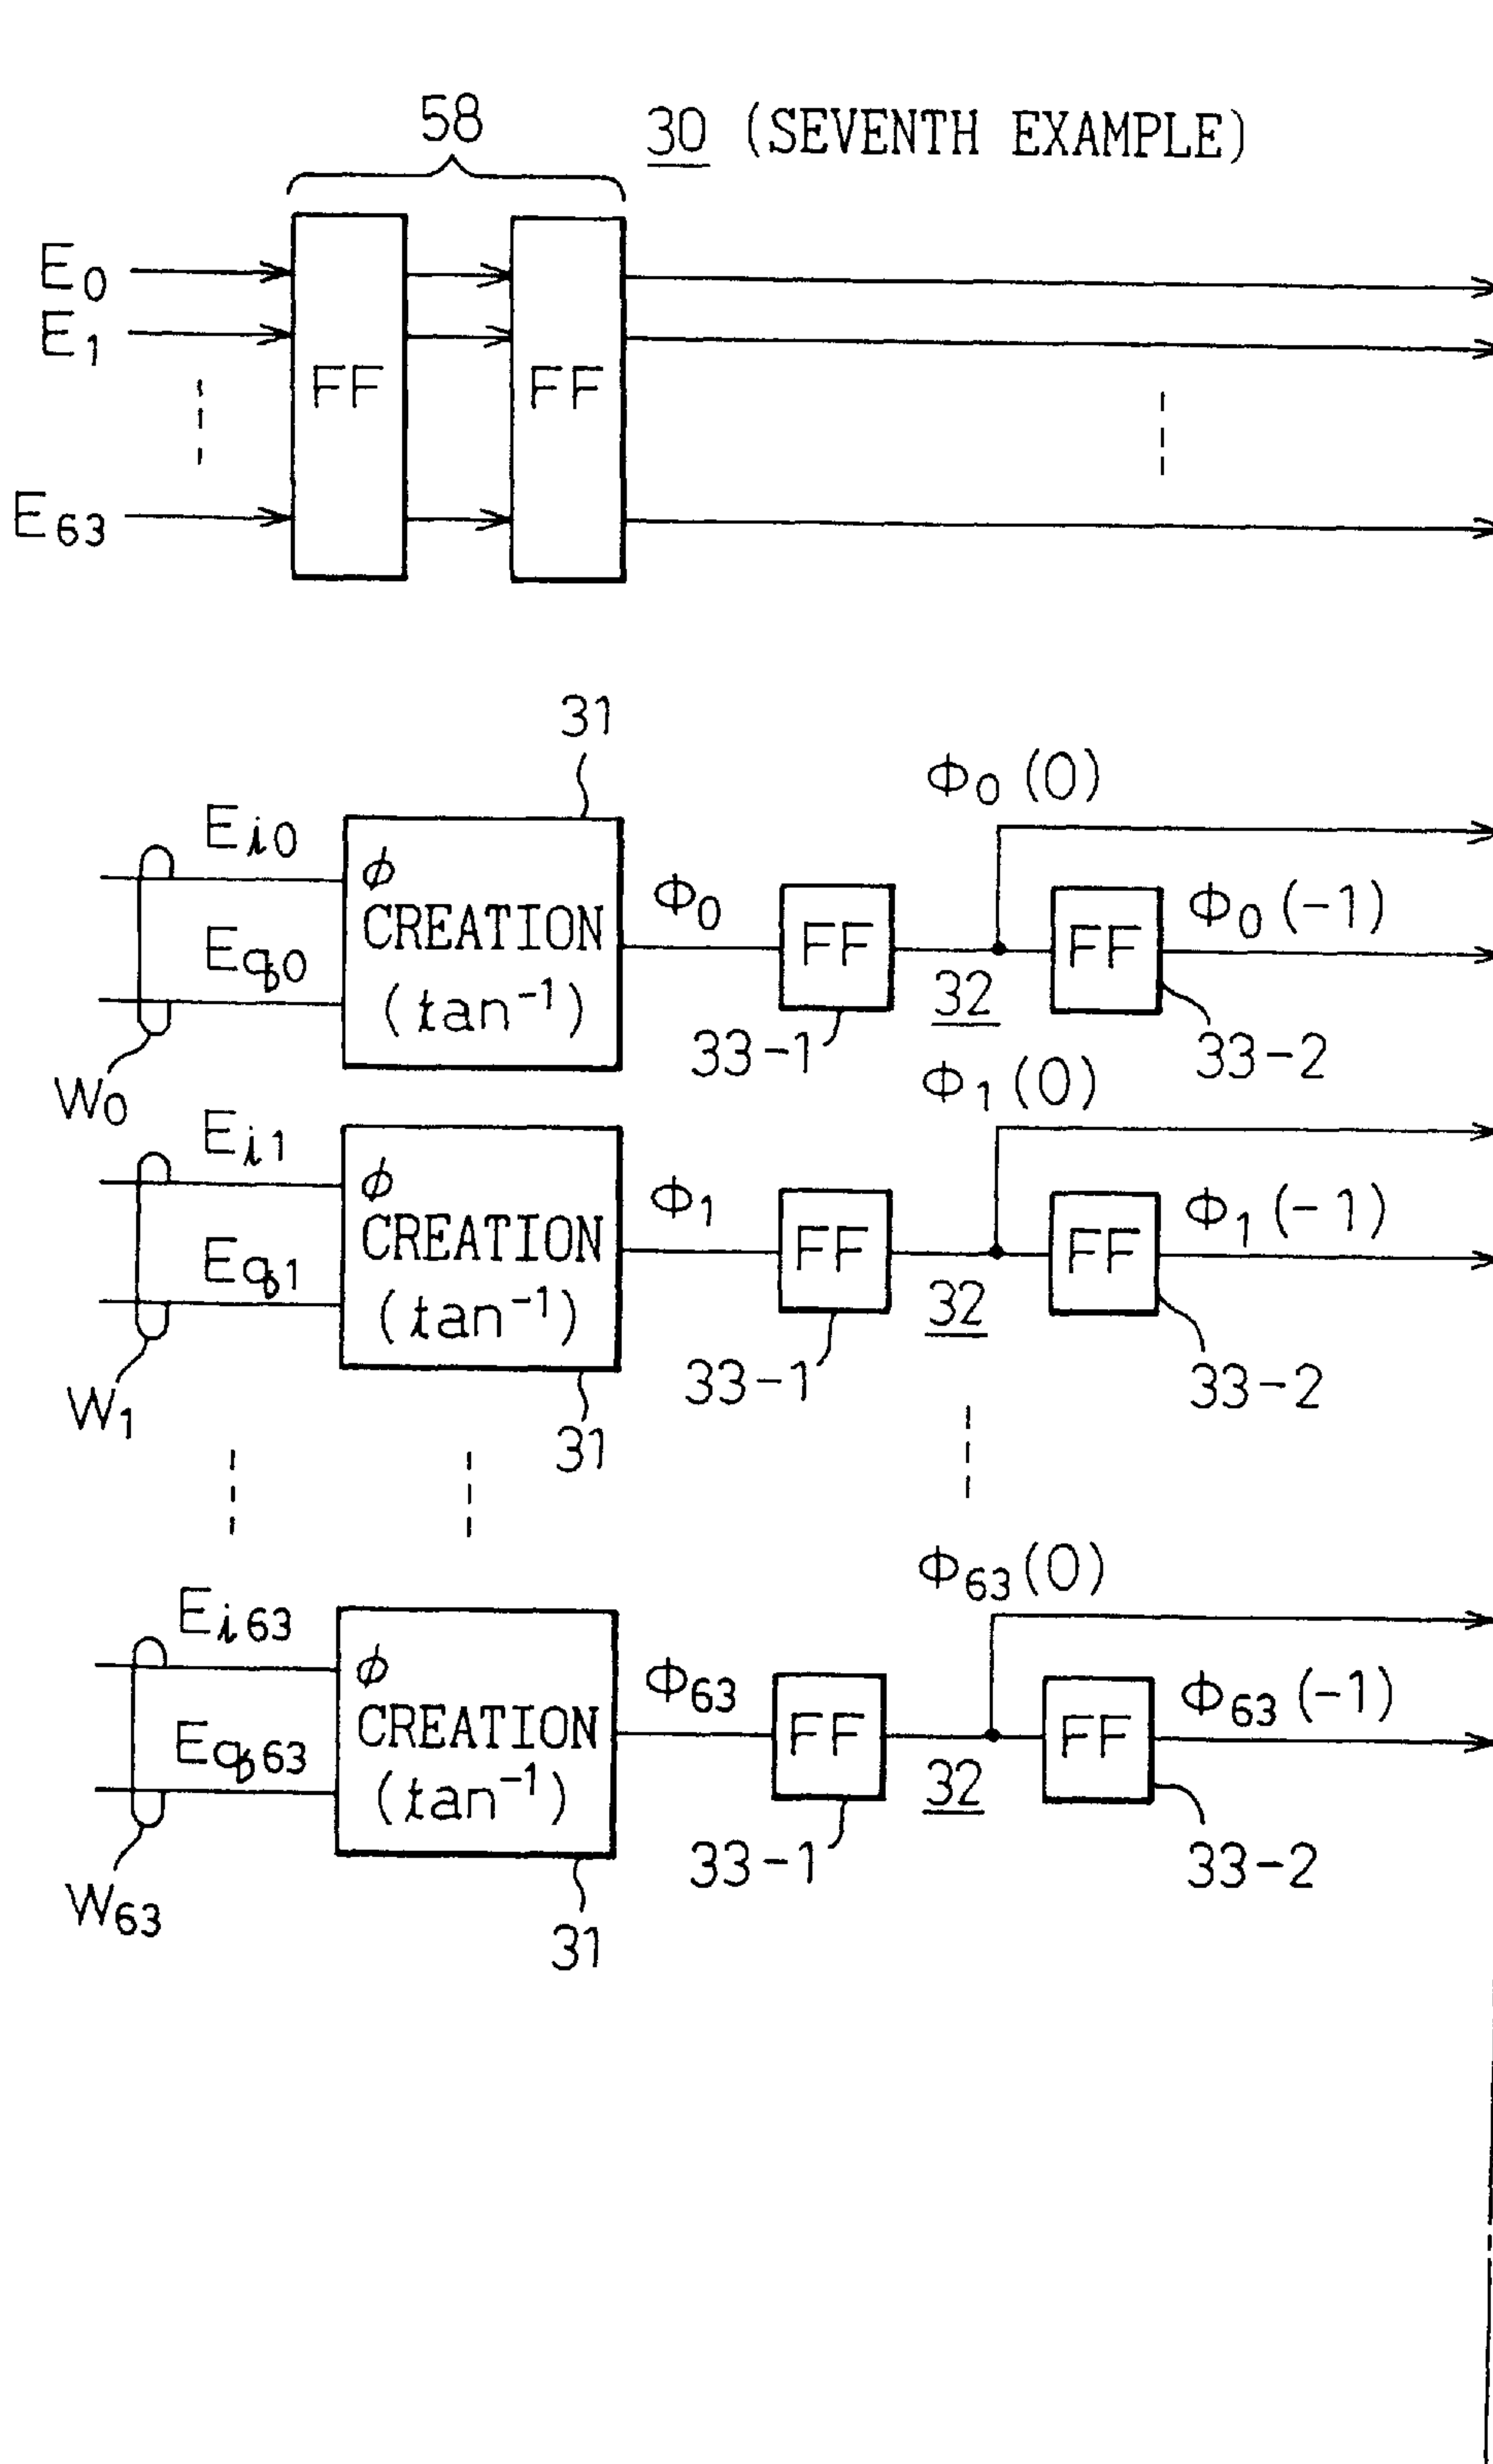 58
30 (SEVENTH EXAMPLE)
E0
E1
FF FF
E63
31
Φ0 (0)
Ei0
ϕ
CREATION
(tan⁻¹)
Φ0
FF
FF
Φ0 (-1)
Eq0
32
33-1
33-2
W0
Φ1 (0)
Ei1
ϕ
CREATION
(tan⁻¹)
Φ1
FF
FF
Φ1 (-1)
Eq1
32
33-1
33-2
W1
31
Φ63 (0)
Ei63
ϕ
CREATION
(tan⁻¹)
Φ63
FF
FF
Φ63 (-1)
Eq63
32
33-1
33-2
W63
31